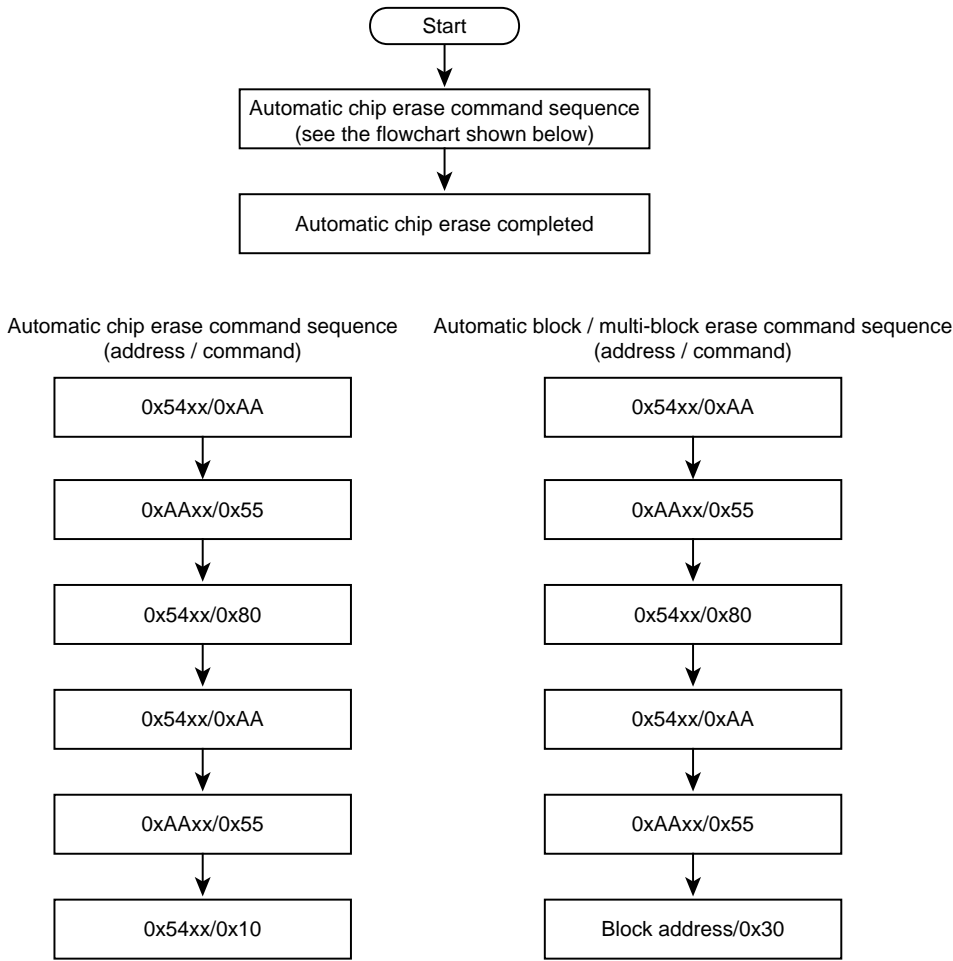 Start
Automatic chip erase command sequence
(see the flowchart shown below)
Automatic chip erase completed
Automatic chip erase command sequence
(address / command)
0x54xx/0xAA
0xAAxx/0x55
0x54xx/0x80
0x54xx/0xAA
0xAAxx/0x55
0x54xx/0x10
Automatic block / multi-block erase command sequence
(address / command)
0x54xx/0xAA
0xAAxx/0x55
0x54xx/0x80
0x54xx/0xAA
0xAAxx/0x55
Block address/0x30